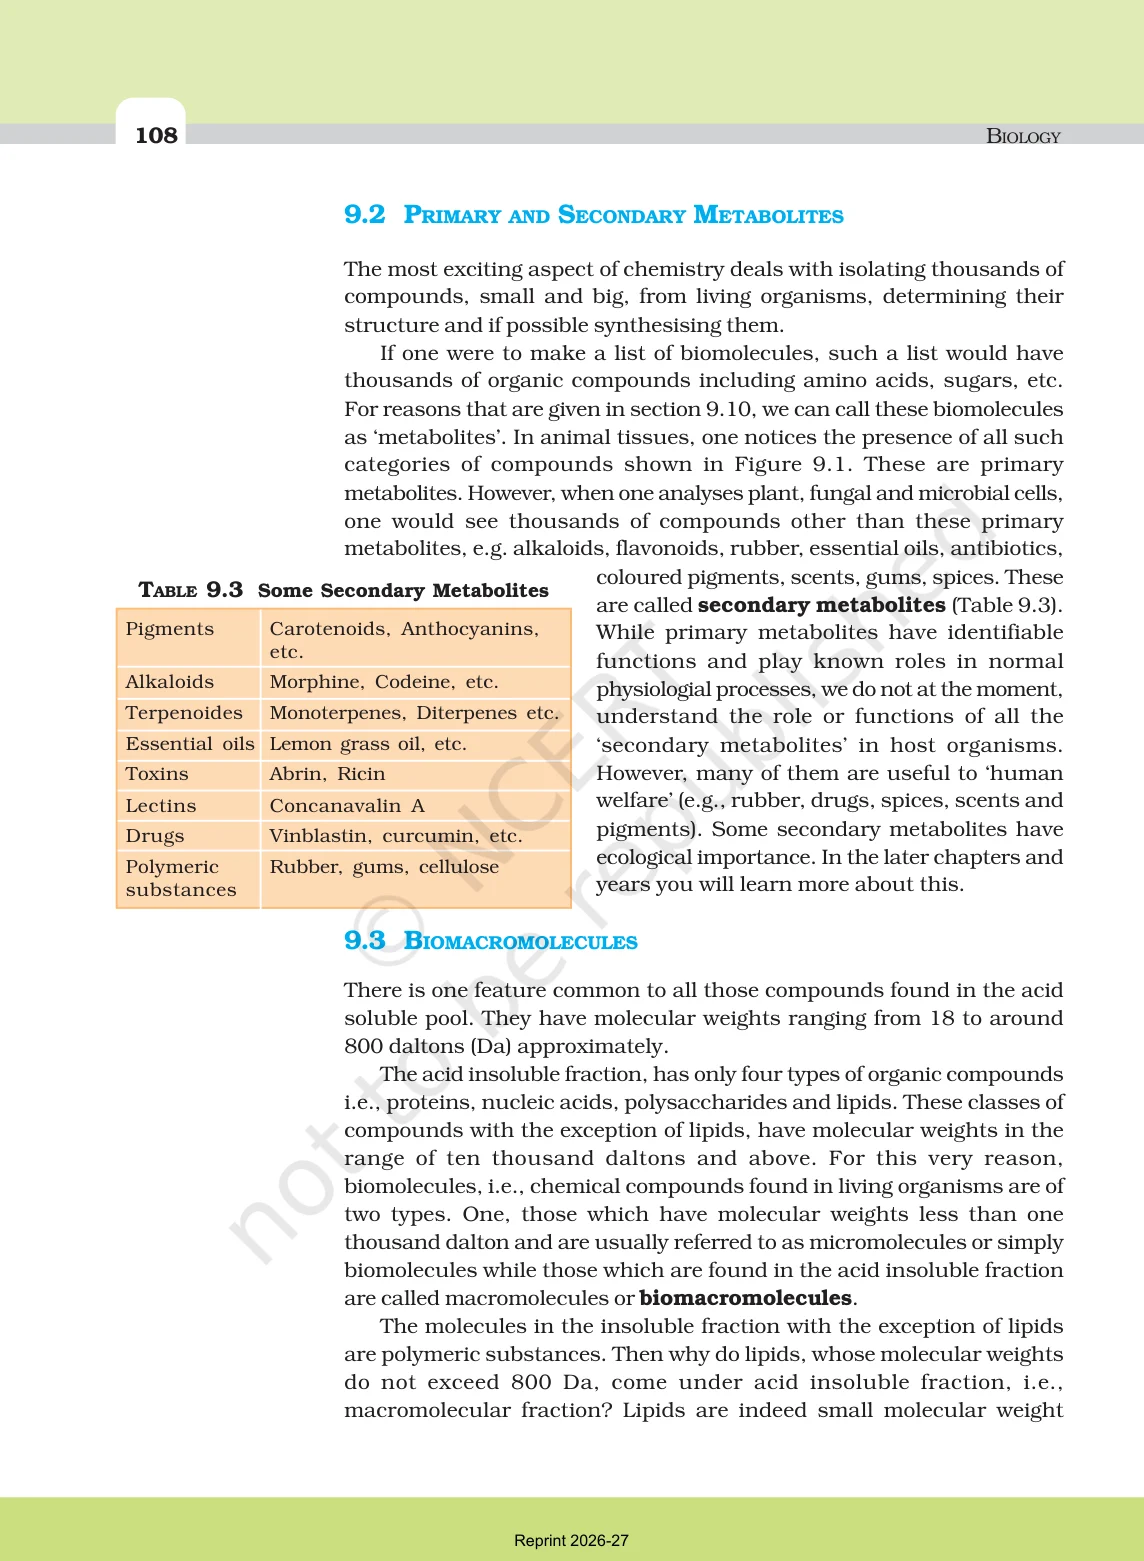 108
BIOLOGY
9.2 PRIMARY AND SECONDARY METABOLITES
The most exciting aspect of chemistry deals with isolating thousands of
compounds, small and big, from living organisms, determining their
structure and if possible synthesising them.
If one were to make a list of biomolecules, such a list would have
thousands of organic compounds including amino acids, sugars, etc.
For reasons that are given in section 9.10, we can call these biomolecules
as ‘metabolites’. In animal tissues, one notices the presence of all such
categories of compounds shown in Figure 9.1. These are primary
metabolites. However, when one analyses plant, fungal and microbial cells,
one would see thousands of compounds other than these primary
metabolites, e.g. alkaloids, flavonoids, rubber, essential oils, antibiotics,
coloured pigments, scents, gums, spices. These
are called secondary metabolites (Table 9.3).
While primary metabolites have identifiable
functions and play known roles in normal
physiologial processes, we do not at the moment,
understand the role or functions of all the
‘secondary metabolites’ in host organisms.
However, many of them are useful to ‘human
welfare’ (e.g., rubber, drugs, spices, scents and
pigments). Some secondary metabolites have
ecological importance. In the later chapters and
years you will learn more about this.
TABLE 9.3 Some Secondary Metabolites
Pigments Carotenoids, Anthocyanins,
etc.
Alkaloids Morphine, Codeine, etc.
Terpenoides Monoterpenes, Diterpenes etc.
Essential oils Lemon grass oil, etc.
Toxins Abrin, Ricin
Lectins Concanavalin A
Drugs Vinblastin, curcumin, etc.
Polymeric Rubber, gums, cellulose
substances
9.3 BIOMACROMOLECULES
There is one feature common to all those compounds found in the acid
soluble pool. They have molecular weights ranging from 18 to around
800 daltons (Da) approximately.
The acid insoluble fraction, has only four types of organic compounds
i.e., proteins, nucleic acids, polysaccharides and lipids. These classes of
compounds with the exception of lipids, have molecular weights in the
range of ten thousand daltons and above. For this very reason,
biomolecules, i.e., chemical compounds found in living organisms are of
two types. One, those which have molecular weights less than one
thousand dalton and are usually referred to as micromolecules or simply
biomolecules while those which are found in the acid insoluble fraction
are called macromolecules or biomacromolecules.
The molecules in the insoluble fraction with the exception of lipids
are polymeric substances. Then why do lipids, whose molecular weights
do not exceed 800 Da, come under acid insoluble fraction, i.e.,
macromolecular fraction? Lipids are indeed small molecular weight
© NCERT
not to be republished
Reprint 2026-27